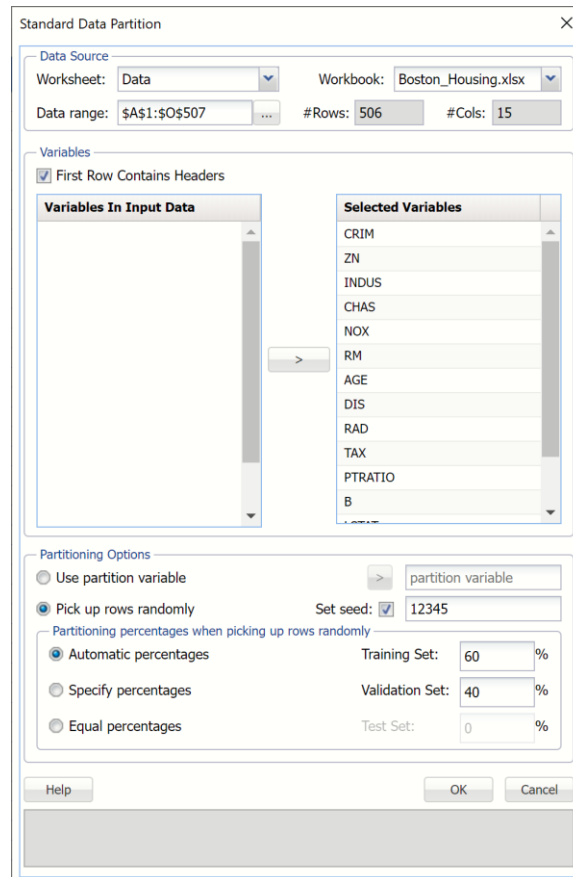 Standard Data Partition
Data Source
Worksheet: Data Workbook: Boston_Housing.xlsx
Data range: $A$1:$O$507 ... #Rows: 506 #Cols: 15
Variables
First Row Contains Headers
Variables In Input Data Selected Variables
CRIM
ZN
INDUS
CHAS
NOX
>
RM
AGE
DIS
RAD
TAX
PTRATIO
B
Partitioning Options
Use partition variable > partition variable
Pick up rows randomly Set seed: 12345
Partitioning percentages when picking up rows randomly
Automatic percentages Training Set: 60 %
Specify percentages Validation Set: 40 %
Equal percentages Test Set: 0 %
Help OK Cancel